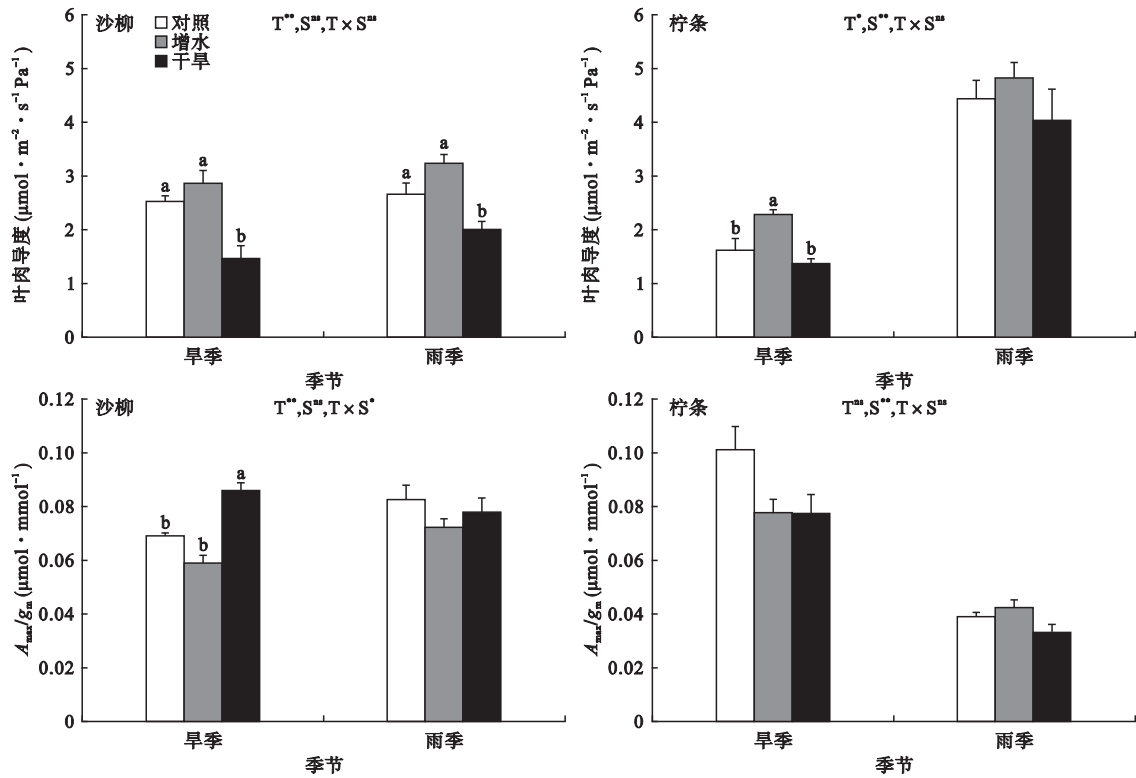 沙柳
T••,Sns,T×Sns
对照
增水
干旱
叶肉导度(μmol·m⁻²·s⁻¹Pa⁻¹)
6
5
4
3
2
1
0
a
a
b
a
a
b
旱季
雨季
季节
柠条
T•,S••,T×Sns
叶肉导度(μmol·m⁻²·s⁻¹Pa⁻¹)
6
5
4
3
2
1
0
b
a
b
旱季
雨季
季节
沙柳
T••,Sns,T×S•
Amax/gm(μmol·mmol⁻¹)
0.12
0.10
0.08
0.06
0.04
0.02
0
b
b
a
旱季
雨季
季节
柠条
Tns,S••,T×Sns
Amax/gm(μmol·mmol⁻¹)
0.12
0.10
0.08
0.06
0.04
0.02
0
旱季
雨季
季节